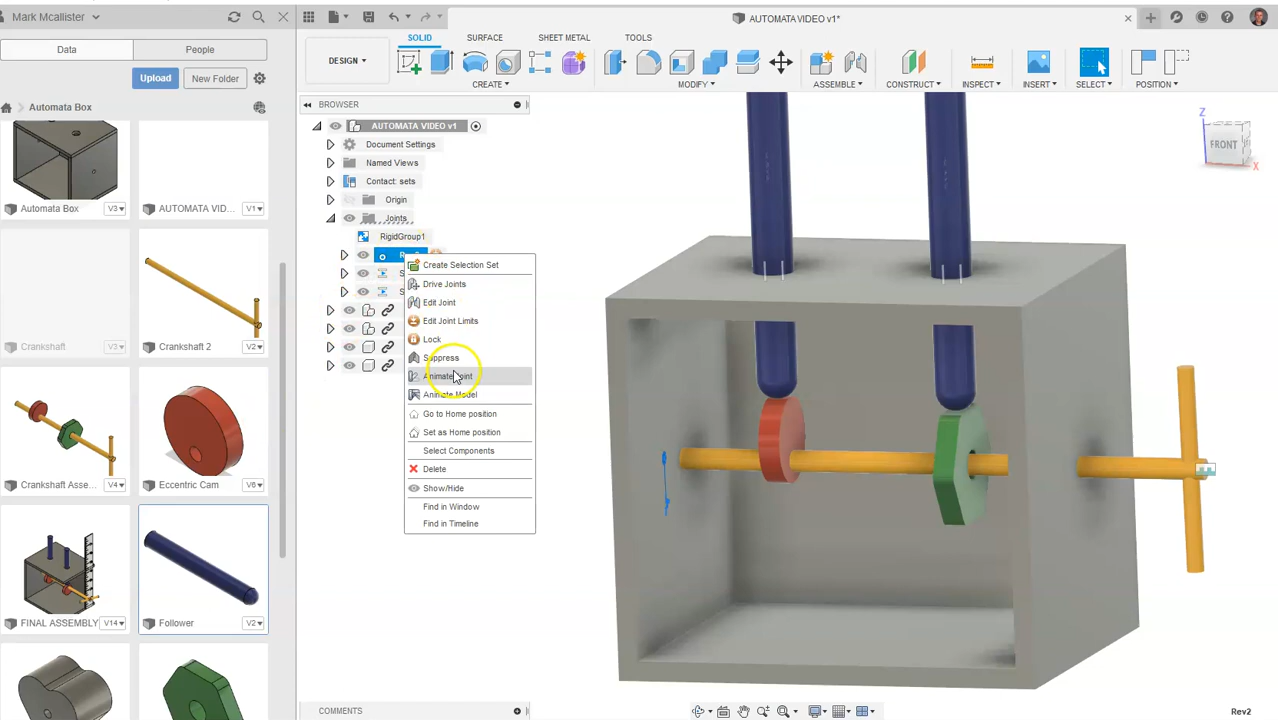 Mark Mcallister
AUTOMATA VIDEO v1*
Data
People
Upload
New Folder
Automata Box
Automata Box
V3
AUTOMATA VID...
V1
Crankshaft
V3
Crankshaft 2
V2
Crankshaft Asse...
V4
Eccentric Cam
V6
FINAL ASSEMBLY
V14
Follower
V2
DESIGN
SOLID
SURFACE
SHEET METAL
TOOLS
CREATE
MODIFY
ASSEMBLE
CONSTRUCT
INSPECT
INSERT
SELECT
POSITION
BROWSER
AUTOMATA VIDEO v1
Document Settings
Named Views
Contact: sets
Origin
Joints
RigidGroup1
Create Selection Set
Drive Joints
Edit Joint
Edit Joint Limits
Lock
Suppress
Animate Joint
Animate Model
Go to Home position
Set as Home position
Select Components
Delete
Show/Hide
Find in Window
Find in Timeline
Z
FRONT
X
COMMENTS
Rev2